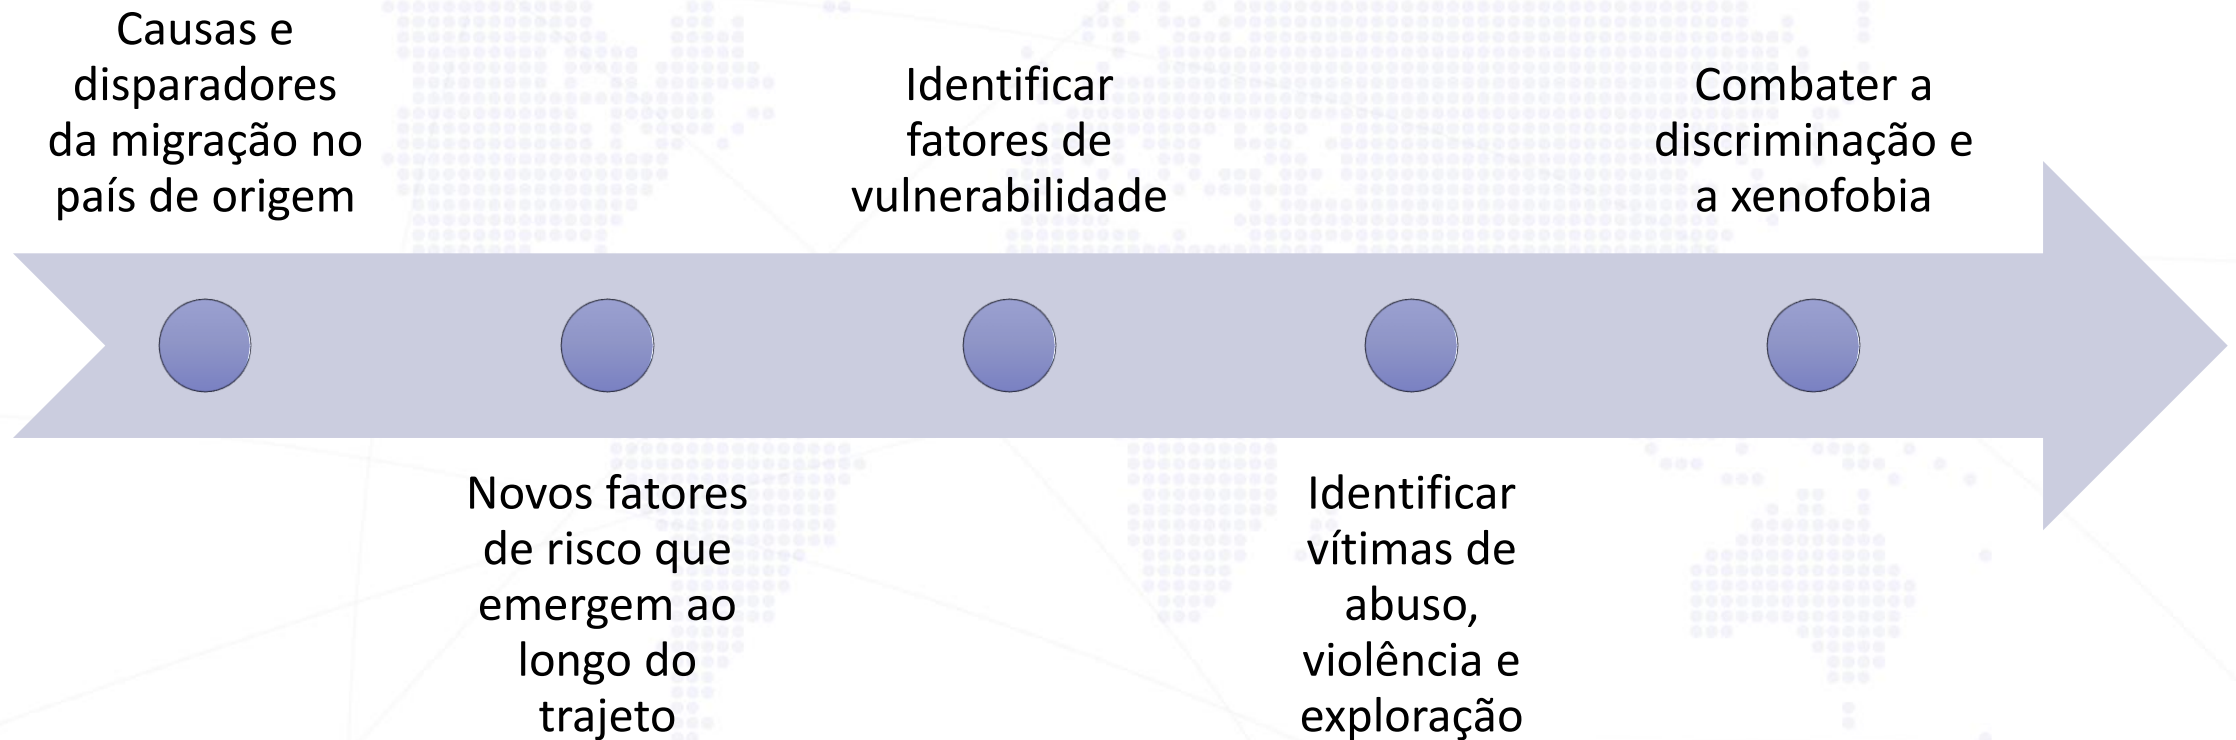 Causas e
disparadores
da migração no
país de origem
Novos fatores
de risco que
emergem ao
longo do
trajeto
Identificar
fatores de
vulnerabilidade
Identificar
vítimas de
abuso,
violência e
exploração
Combater a
discriminação e
a xenofobia